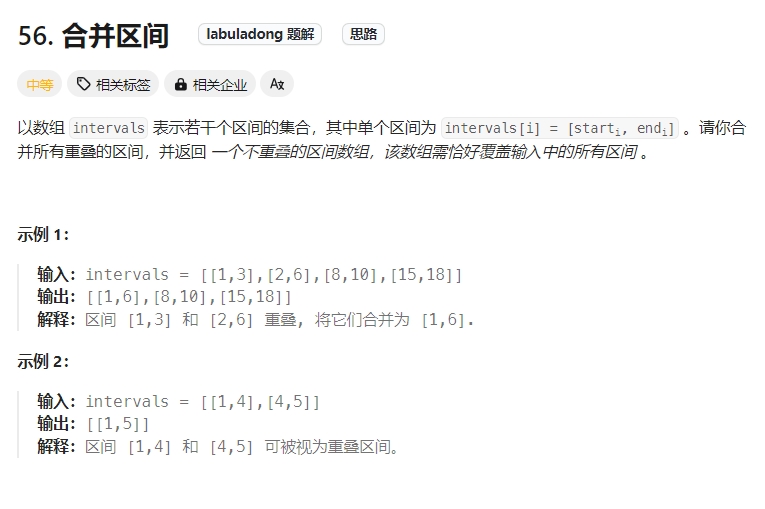 56. 合并区间 labuladong 题解 思路
中等 相关标签 相关企业 Aｘ
以数组 intervals 表示若干个区间的集合，其中单个区间为 intervals[i] = [starti, endi] 。请你合
并所有重叠的区间，并返回 一个不重叠的区间数组，该数组需恰好覆盖输入中的所有区间 。
示例 1：
输入：intervals = [[1,3],[2,6],[8,10],[15,18]]
输出：[[1,6],[8,10],[15,18]]
解释：区间 [1,3] 和 [2,6] 重叠, 将它们合并为 [1,6].
示例 2：
输入：intervals = [[1,4],[4,5]]
输出：[[1,5]]
解释：区间 [1,4] 和 [4,5] 可被视为重叠区间。